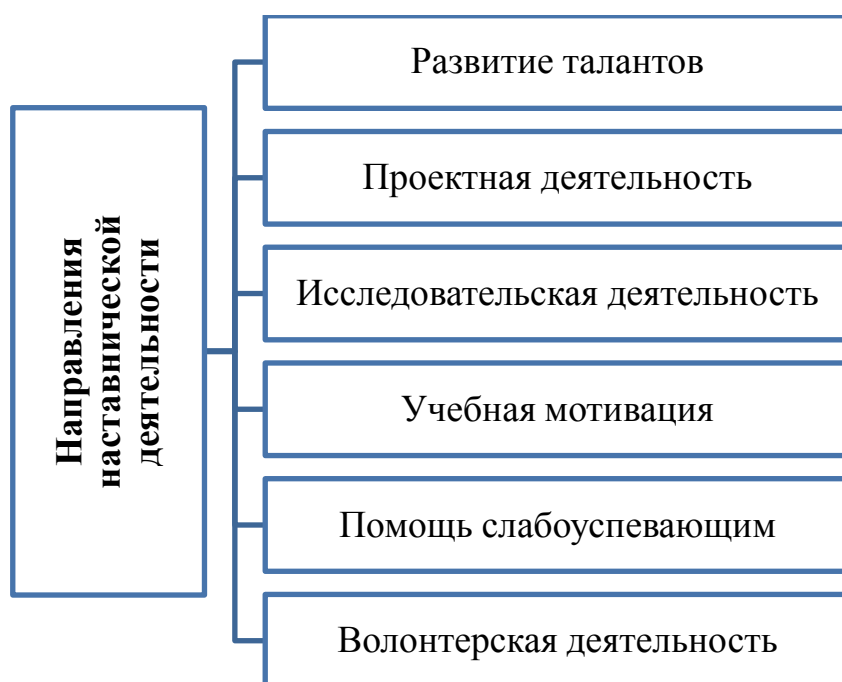 Направления
наставнической
деятельности
Развитие талантов
Проектная деятельность
Исследовательская деятельность
Учебная мотивация
Помощь слабоуспевающим
Волонтерская деятельность